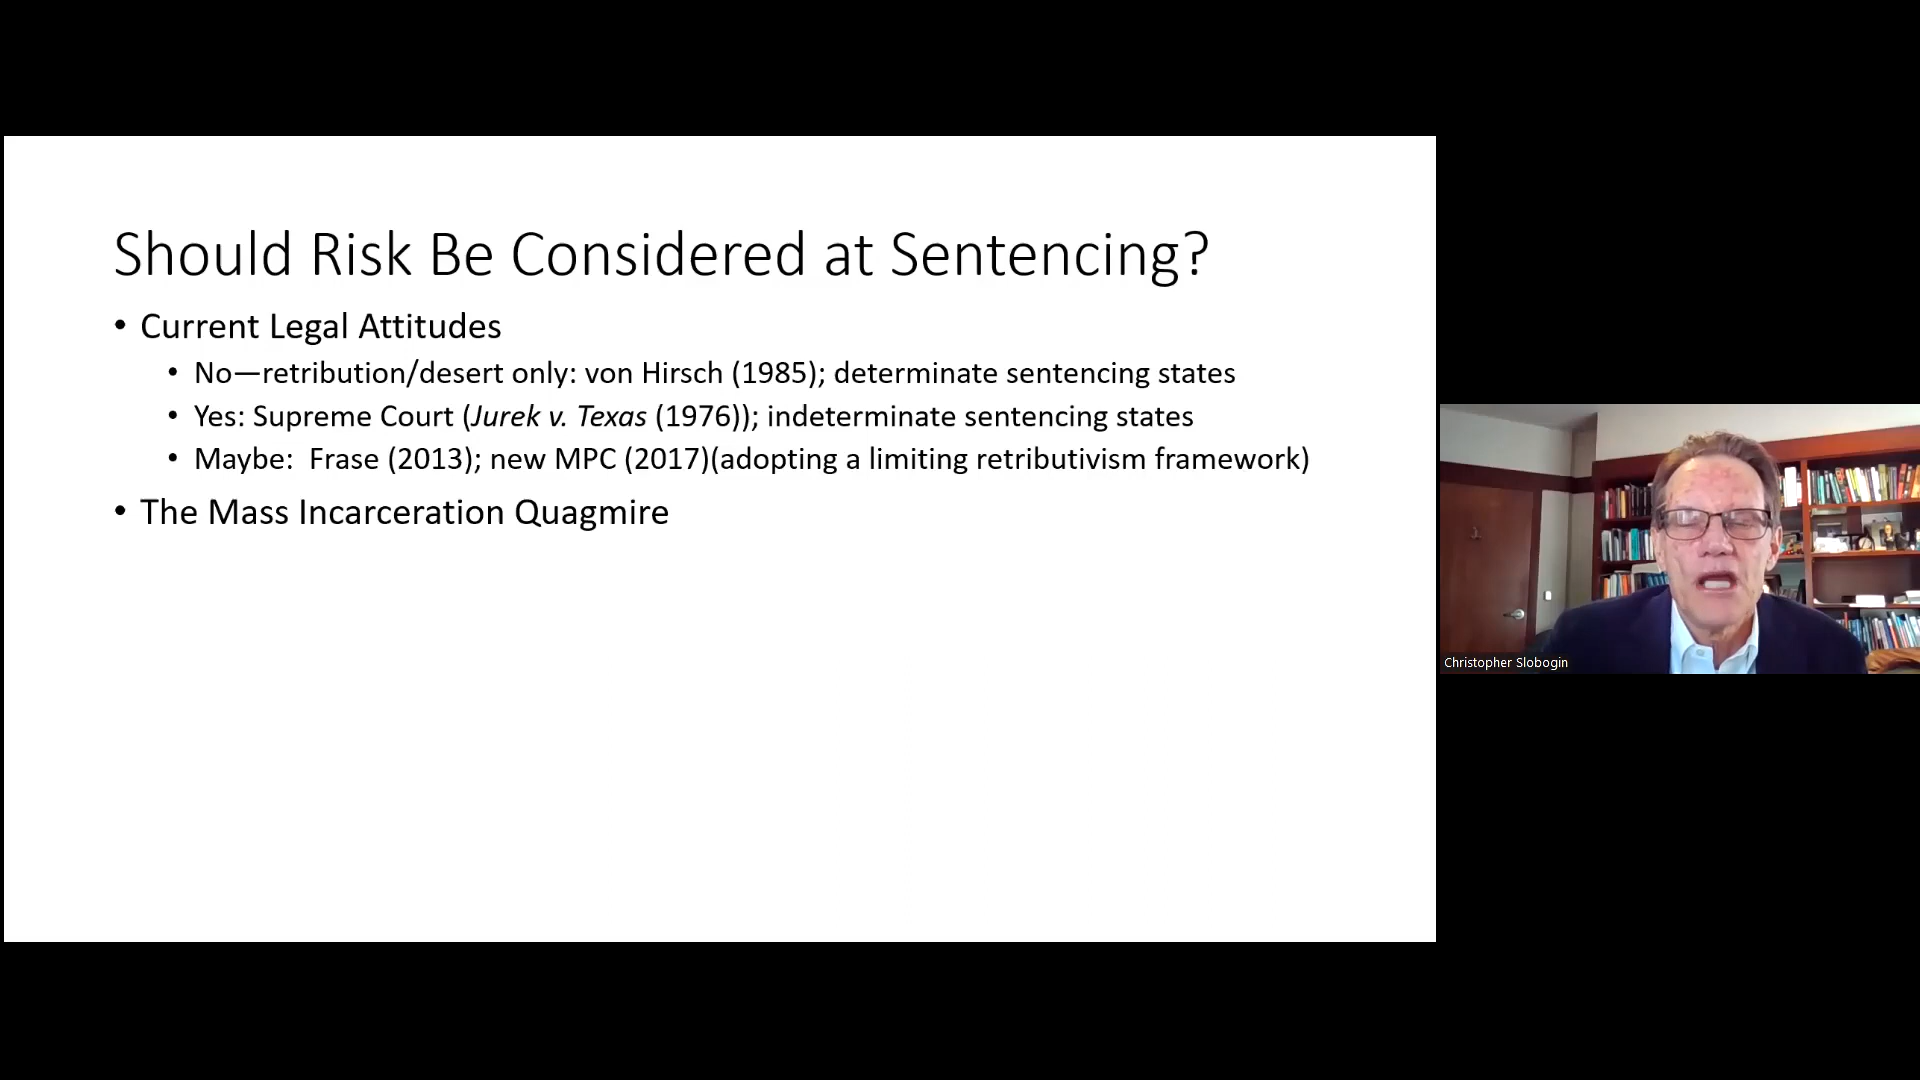 Should Risk Be Considered at Sentencing?
• Current Legal Attitudes
• No—retribution/desert only: von Hirsch (1985); determinate sentencing states
• Yes: Supreme Court (Jurek v. Texas (1976)); indeterminate sentencing states
• Maybe:  Frase (2013); new MPC (2017)(adopting a limiting retributivism framework)
• The Mass Incarceration Quagmire
Christopher Slobogin